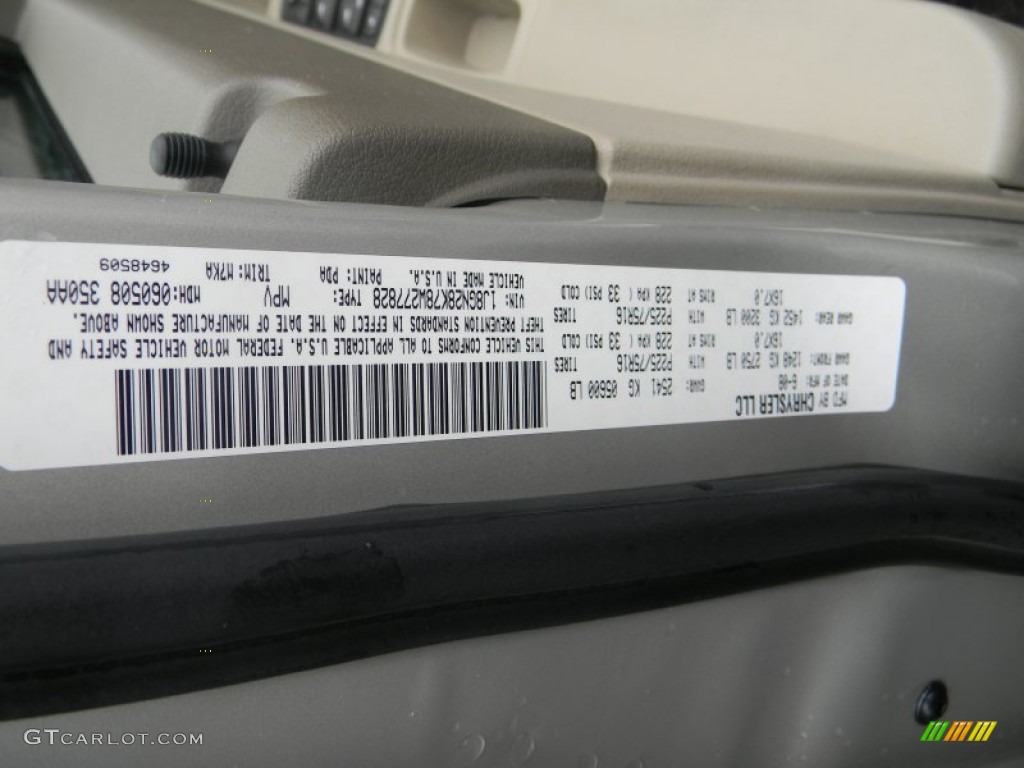 MFD BY CHRYSLER LLC
DATE OF MFR: 6-08 GVWR: 2541 KG 05600 LB
GAWR FRONT: 1248 KG 2750 LB WITH P225/75R16 TIRES
16X7.0 RIMS AT 228 KPA( 33 PSI) COLD
GAWR REAR: 1452 KG 3200 LB WITH P225/75R16 TIRES
16X7.0 RIMS AT 228 KPA( 33 PSI) COLD
THIS VEHICLE CONFORMS TO ALL APPLICABLE U.S.A. FEDERAL MOTOR VEHICLE SAFETY AND
THEFT PREVENTION STANDARDS IN EFFECT ON THE DATE OF MANUFACTURE SHOWN ABOVE.
VIN: 1J8GN28K78W277828 TYPE: MPV MDH: 060508 350AA
VEHICLE MADE IN U.S.A. PAINT: PDA TRIM: M7KA 4648509
GTCARLOT.COM